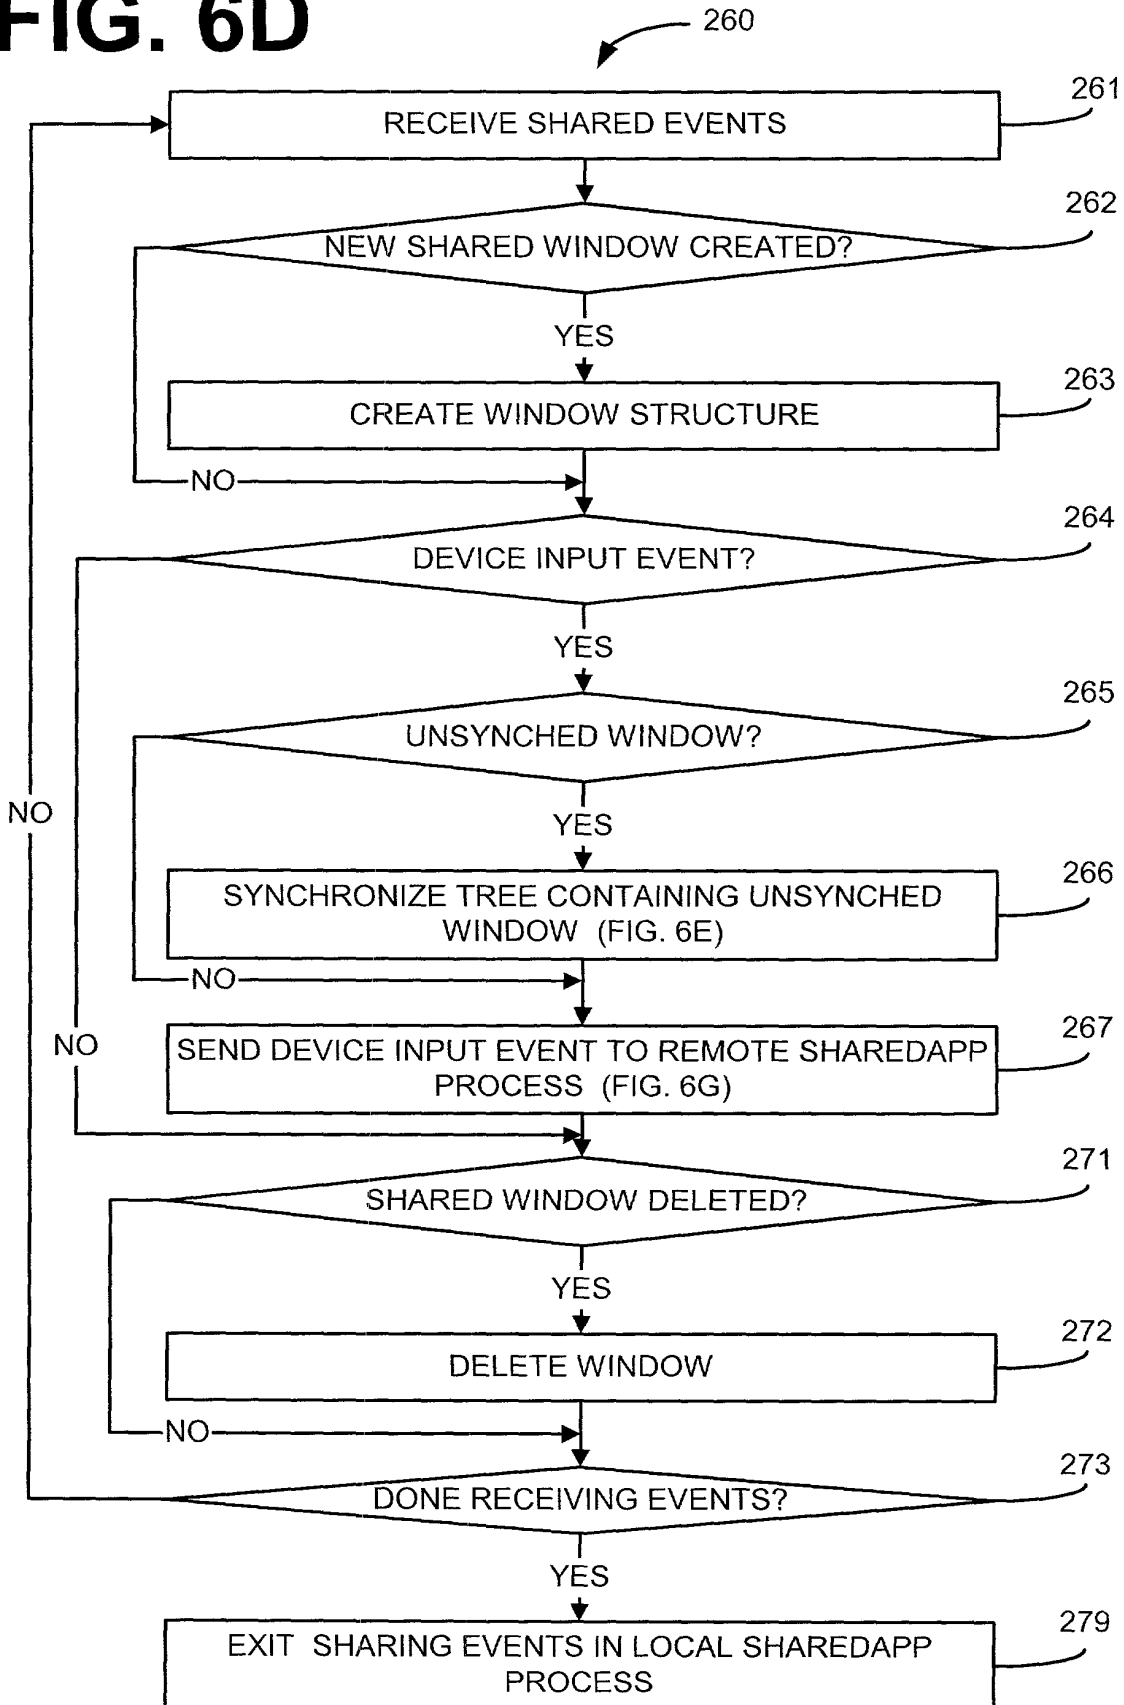 FIG. 6D
260
RECEIVE SHARED EVENTS
261
NEW SHARED WINDOW CREATED?
262
YES
CREATE WINDOW STRUCTURE
263
NO
DEVICE INPUT EVENT?
264
YES
UNSYNCHED WINDOW?
265
YES
NO
SYNCHRONIZE TREE CONTAINING UNSYNCHED
WINDOW (FIG. 6E)
266
NO
SEND DEVICE INPUT EVENT TO REMOTE SHAREDAPP
PROCESS (FIG. 6G)
267
NO
SHARED WINDOW DELETED?
271
YES
DELETE WINDOW
272
NO
DONE RECEIVING EVENTS?
273
YES
EXIT SHARING EVENTS IN LOCAL SHAREDAPP
PROCESS
279